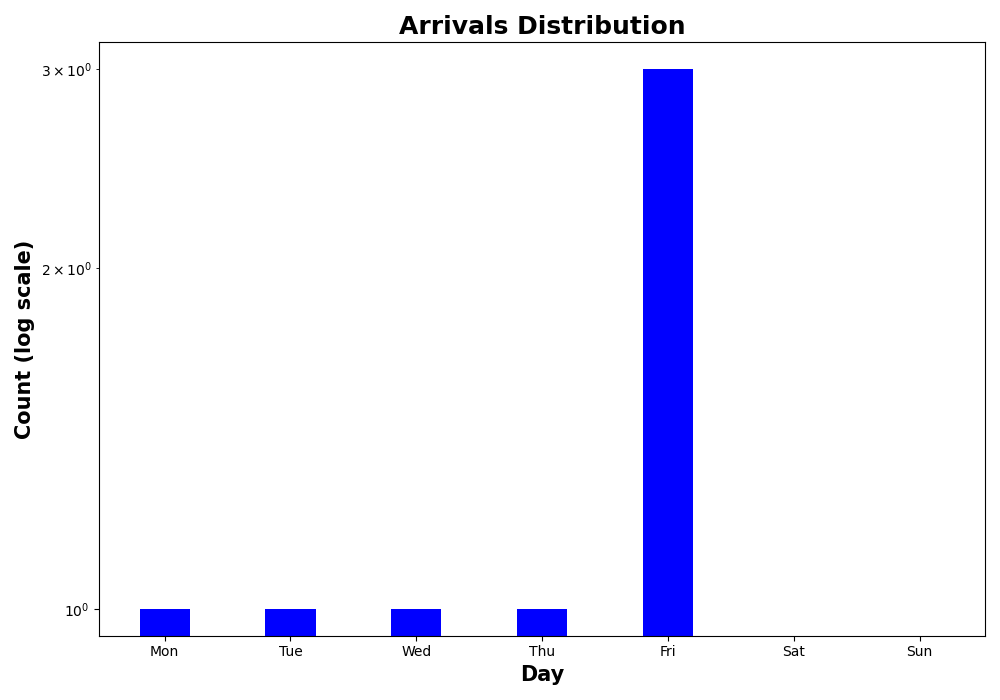 Arrivals Distribution
3 × 10⁰
2 × 10⁰
10⁰
Count (log scale)
Mon Tue Wed Thu Fri Sat Sun
Day